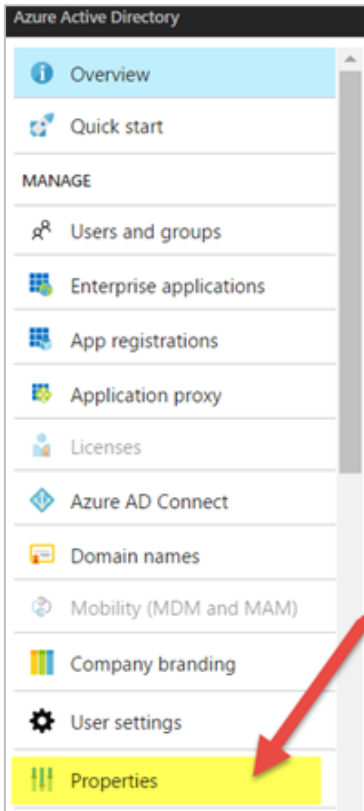 Azure Active Directory
Overview
Quick start
MANAGE
Users and groups
Enterprise applications
App registrations
Application proxy
Licenses
Azure AD Connect
Domain names
Mobility (MDM and MAM)
Company branding
User settings
Properties